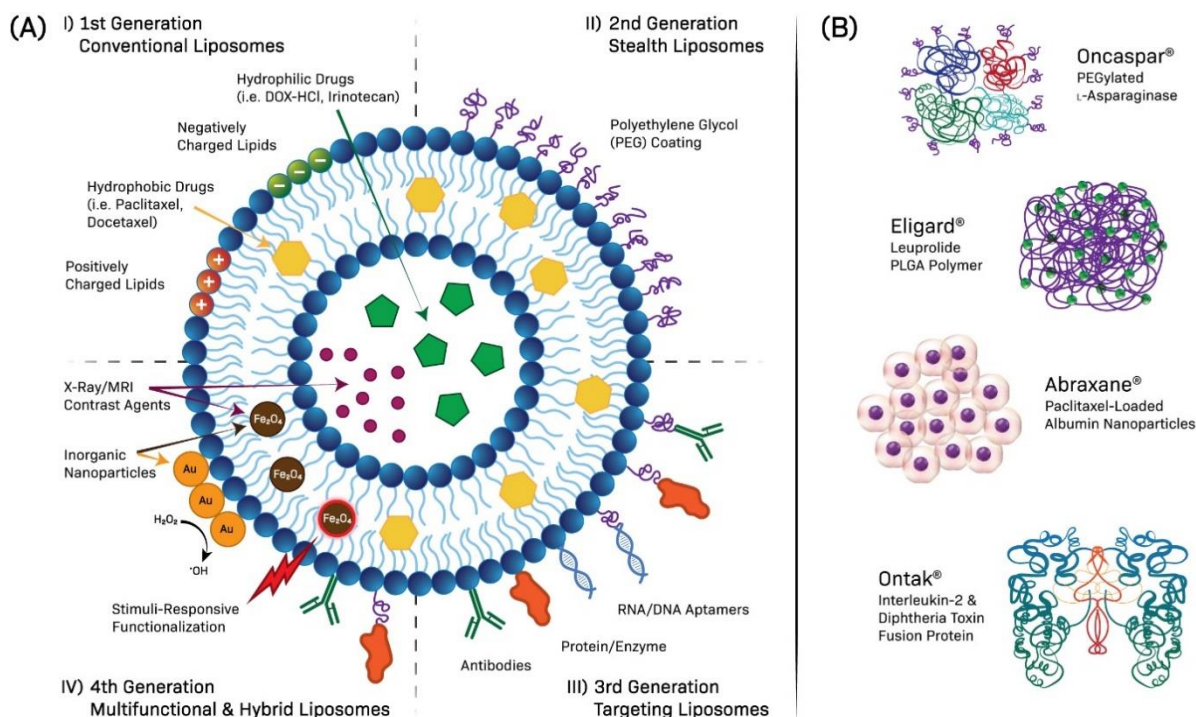 (A)
I) 1st Generation
Conventional Liposomes
II) 2nd Generation
Stealth Liposomes
Hydrophilic Drugs
(i.e. DOX-HCl, Irinotecan)
Negatively
Charged Lipids
− − −
Polyethylene Glycol
(PEG) Coating
Hydrophobic Drugs
(i.e. Paclitaxel,
Docetaxel)
Positively
Charged Lipids
+ + +
X-Ray/MRI
Contrast Agents
Fe₂O₄
Inorganic
Nanoparticles
Fe₂O₄
Au
Au
Au
Fe₂O₄
H₂O₂
•OH
Stimuli-Responsive
Functionalization
RNA/DNA Aptamers
Protein/Enzyme
Antibodies
IV) 4th Generation
Multifunctional & Hybrid Liposomes
III) 3rd Generation
Targeting Liposomes
(B)
Oncaspar®
PEGylated
L-Asparaginase
Eligard®
Leuprolide
PLGA Polymer
Abraxane®
Paclitaxel-Loaded
Albumin Nanoparticles
Ontak®
Interleukin-2 &
Diphtheria Toxin
Fusion Protein